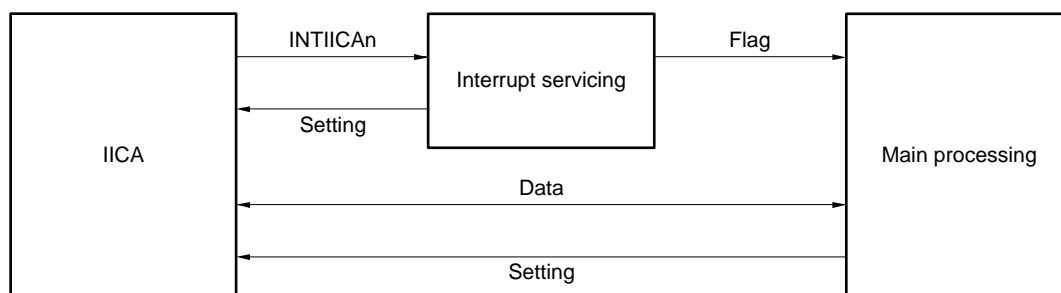 INTIICAn
Flag
Interrupt servicing
Setting
IICA
Main processing
Data
Setting